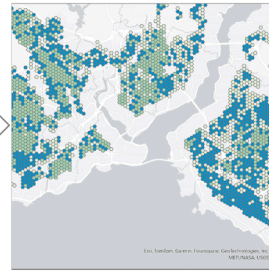 Esri, TomTom, Garmin, Foursquare, GeoTechnologies, Inc,
METI/NASA, USGS